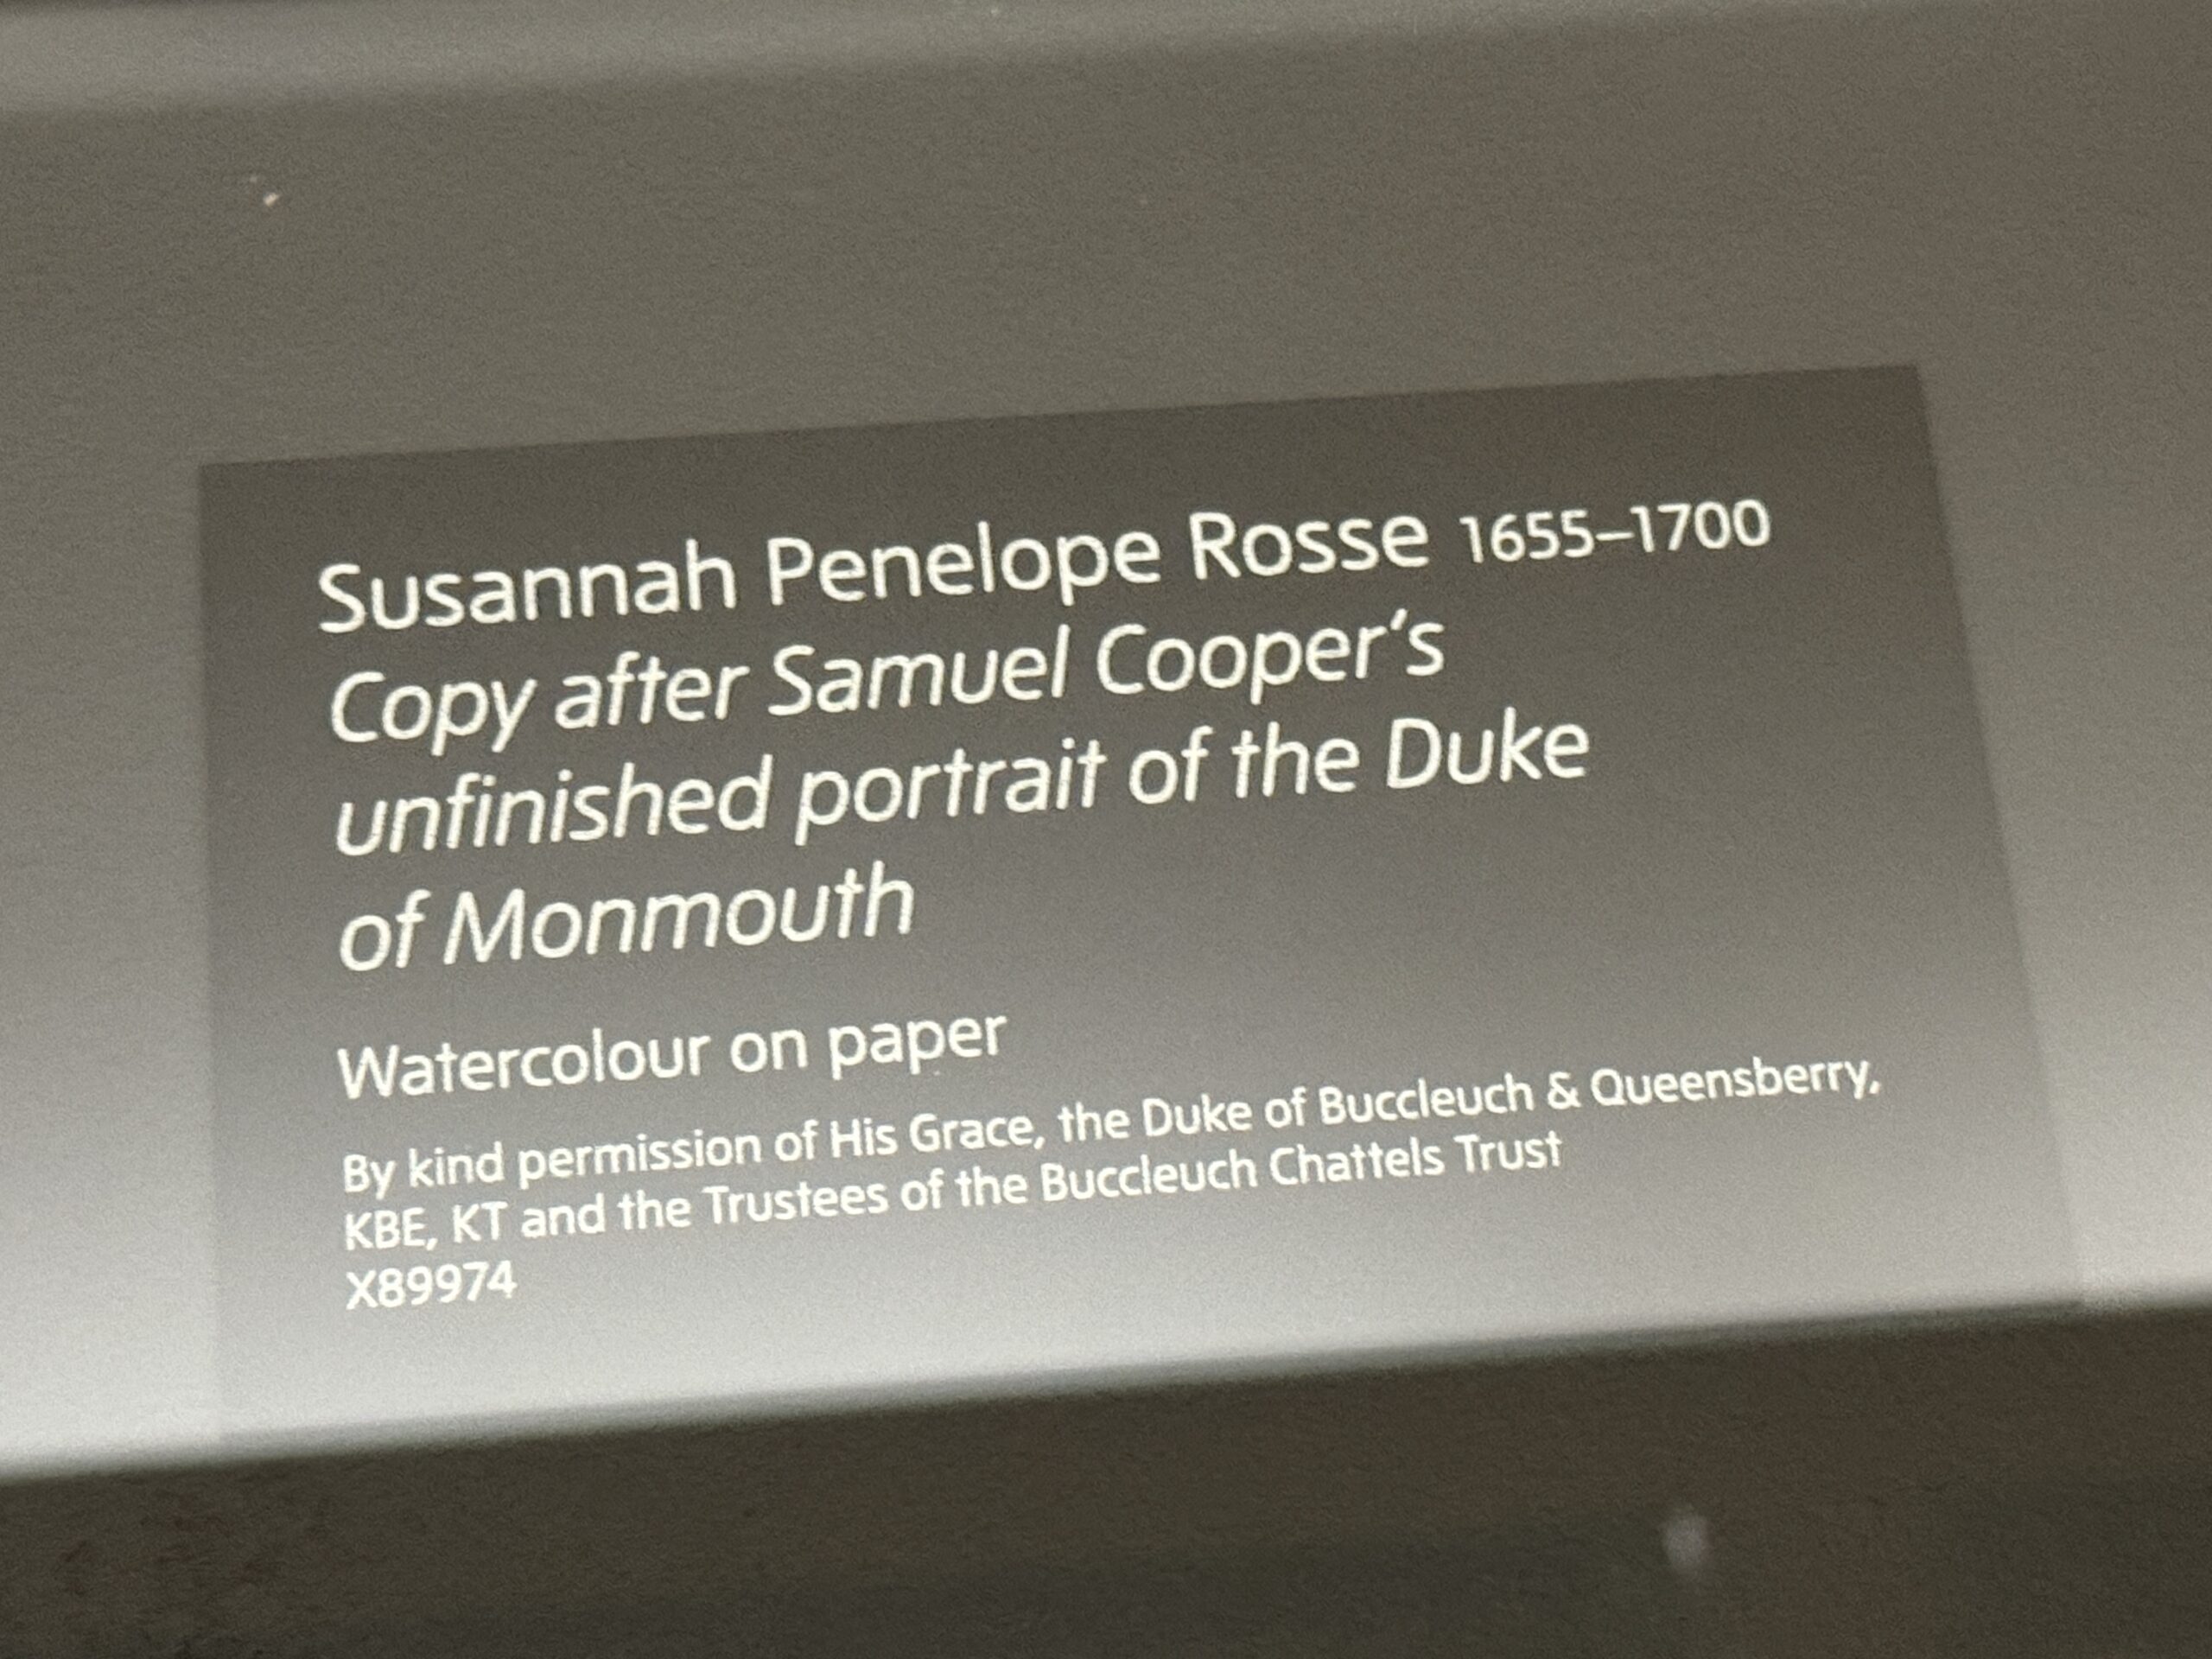 Susannah Penelope Rosse 1655–1700
Copy after Samuel Cooper‘s
unfinished portrait of the Duke
of Monmouth
Watercolour on paper
By kind permission of His Grace, the Duke of Buccleuch & Queensberry,
KBE, KT and the Trustees of the Buccleuch Chattels Trust
X89974